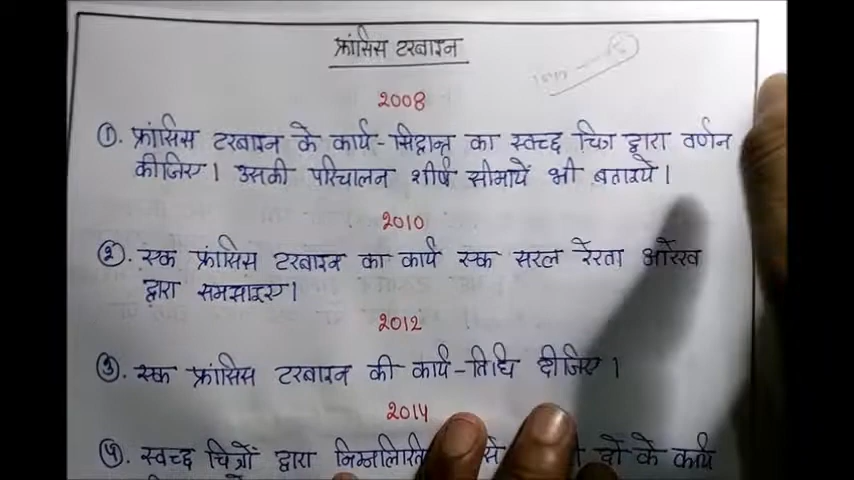 फ्रांसिस टरबाइन
2008
①. फ्रांसिस टरबाइन के कार्य-सिद्धान्त का स्वच्छ चित्र द्वारा वर्णन
कीजिए। उसकी परिचालन शीर्ष सीमायें भी बताइये।
2010
②. एक फ्रांसिस टरबाइन का कार्य एक सरल रेखा आरेख
द्वारा समझाइए।
2012
③. एक फ्रांसिस टरबाइन की कार्य-विधि दीजिए।
2014
④. स्वच्छ चित्रों द्वारा से दो के कार्य